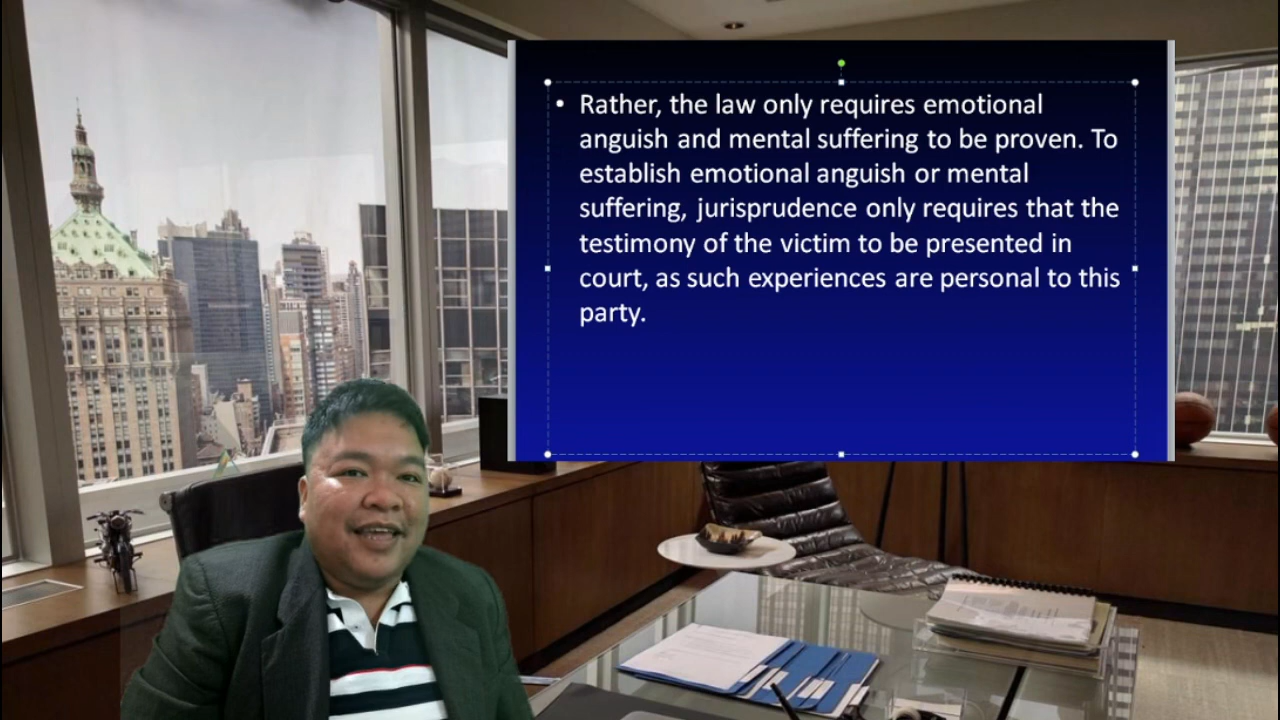 • Rather, the law only requires emotional
anguish and mental suffering to be proven. To
establish emotional anguish or mental
suffering, jurisprudence only requires that the
testimony of the victim to be presented in
court, as such experiences are personal to this
party.